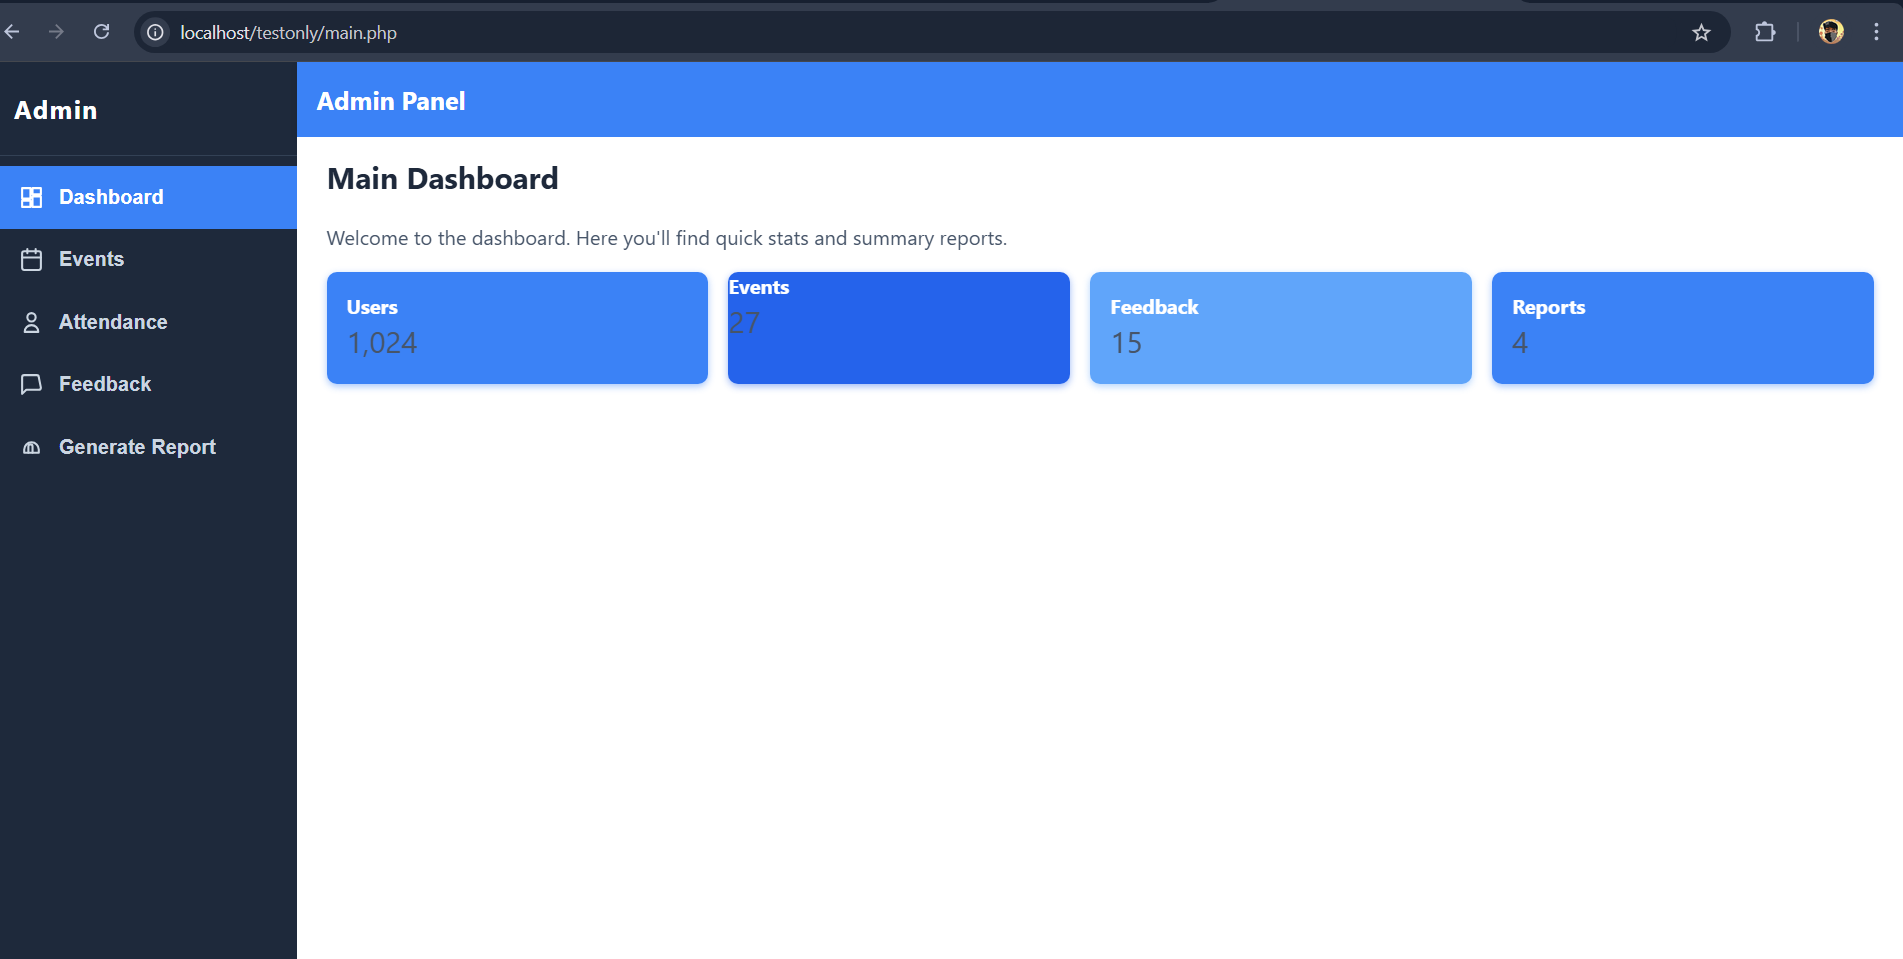 localhost/testonly/main.php
Admin
Dashboard
Events
Attendance
Feedback
Generate Report
Admin Panel
Main Dashboard
Welcome to the dashboard. Here you'll find quick stats and summary reports.
Users
1,024
Events
27
Feedback
15
Reports
4